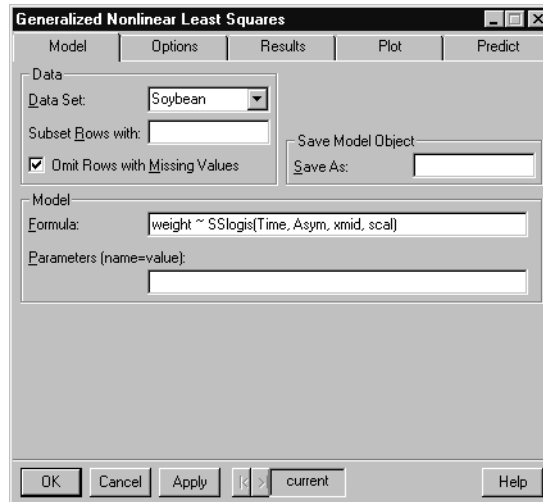 Generalized Nonlinear Least Squares
Model Options Results Plot Predict
Data
Data Set: Soybean
Subset Rows with:
Omit Rows with Missing Values
Save Model Object
Save As:
Model
Formula: weight ~ SSlogis(Time, Asym, xmid, scal)
Parameters (name=value):
OK Cancel Apply current Help